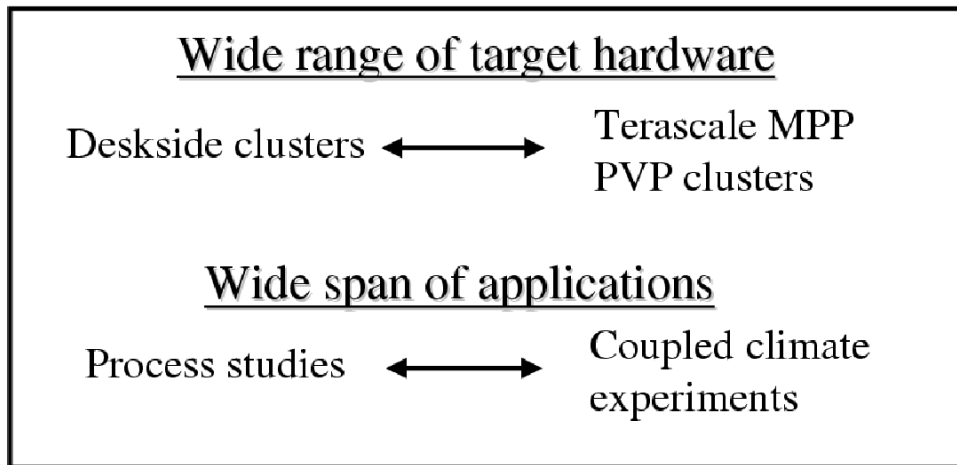 Wide range of target hardware
Deskside clusters
Terascale MPP
PVP clusters
Wide span of applications
Process studies
Coupled climate
experiments